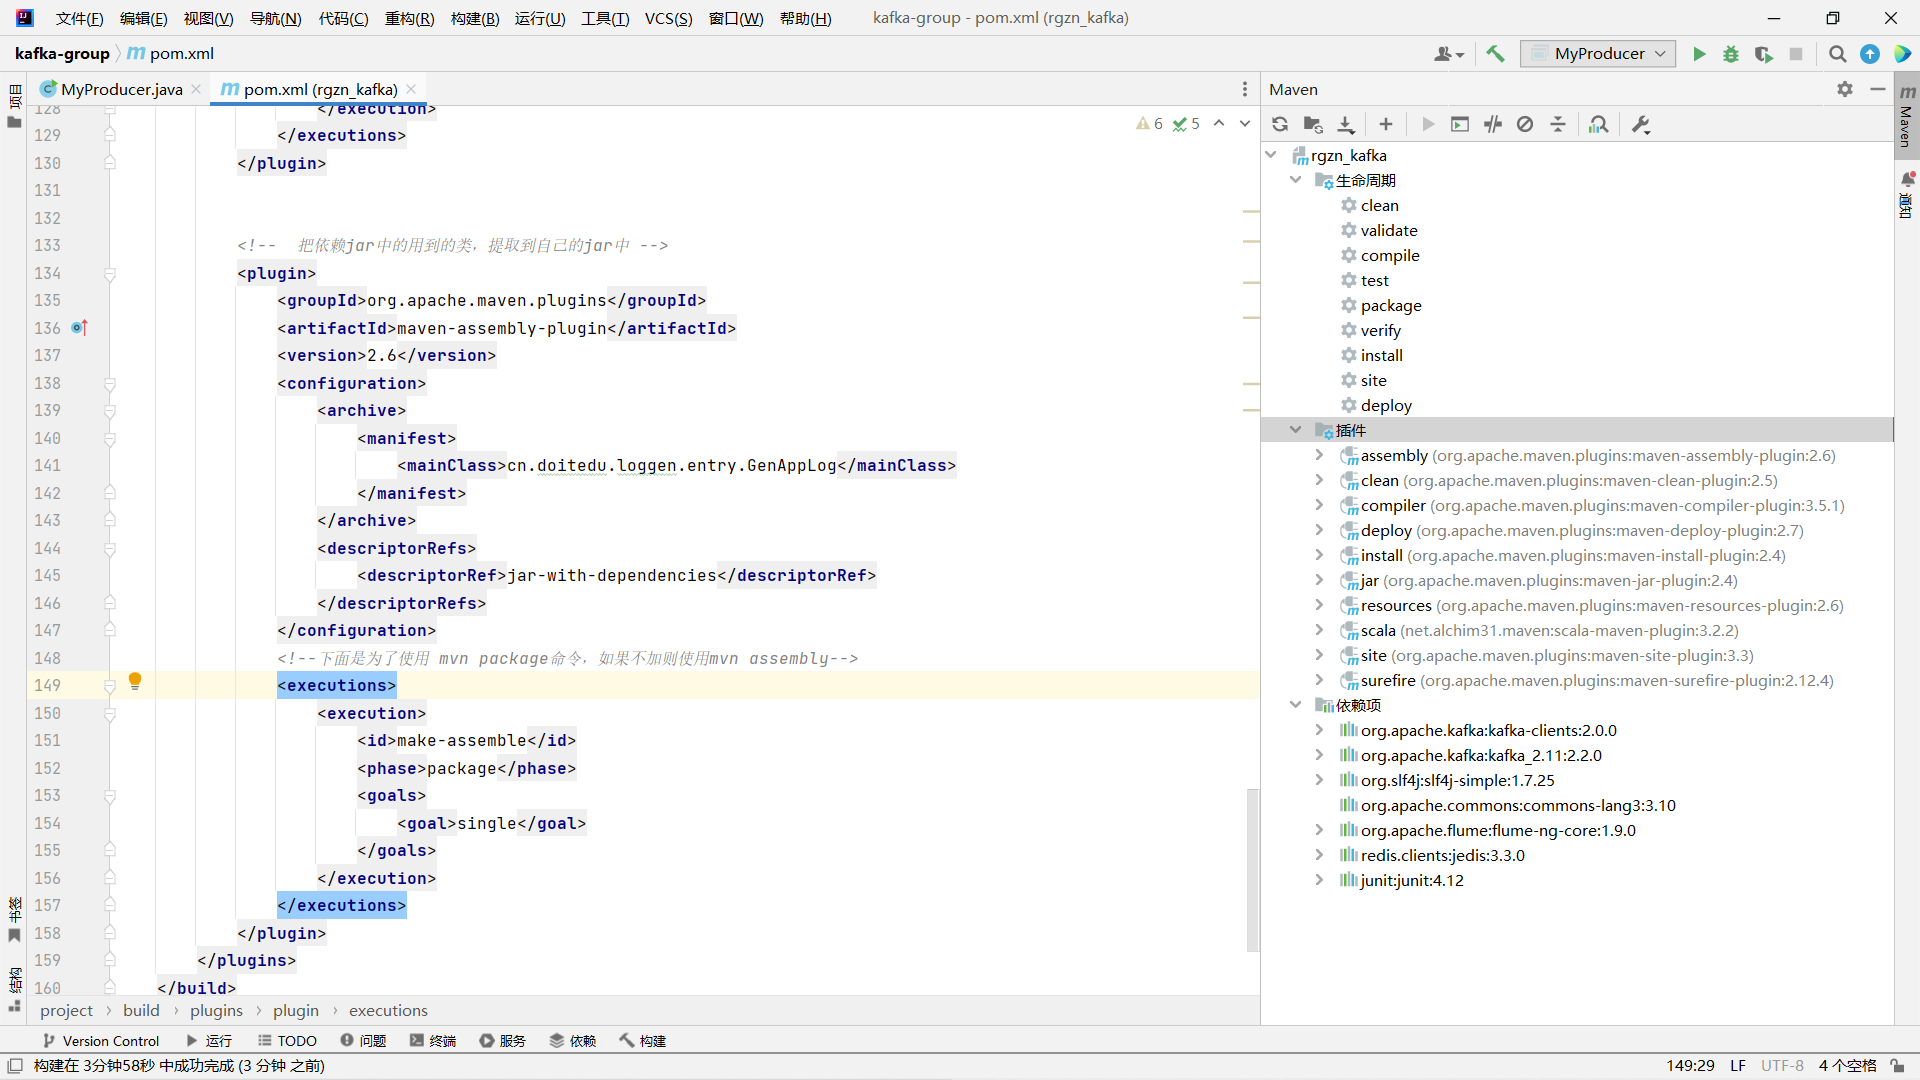 文件(F) 编辑(E) 视图(V) 导航(N) 代码(C) 重构(R) 构建(B) 运行(U) 工具(T) VCS(S) 窗口(W) 帮助(H) kafka-group - pom.xml (rgzn_kafka)
kafka-group pom.xml MyProducer
项目
MyProducer.java pom.xml (rgzn_kafka)
6 5
128 </execution>
129 </executions>
130 </plugin>
131
132
133 <!-- 把依赖jar中的用到的类，提取到自己的jar中 -->
134 <plugin>
135 <groupId>org.apache.maven.plugins</groupId>
136 <artifactId>maven-assembly-plugin</artifactId>
137 <version>2.6</version>
138 <configuration>
139 <archive>
140 <manifest>
141 <mainClass>cn.doitedu.loggen.entry.GenAppLog</mainClass>
142 </manifest>
143 </archive>
144 <descriptorRefs>
145 <descriptorRef>jar-with-dependencies</descriptorRef>
146 </descriptorRefs>
147 </configuration>
148 <!--下面是为了使用 mvn package命令，如果不加则使用mvn assembly-->
149 <executions>
150 <execution>
151 <id>make-assemble</id>
152 <phase>package</phase>
153 <goals>
154 <goal>single</goal>
155 </goals>
156 </execution>
157 </executions>
158 </plugin>
159 </plugins>
160 </build>
project build plugins plugin executions
书签
结构
Maven
rgzn_kafka
生命周期
clean
validate
compile
test
package
verify
install
site
deploy
插件
assembly (org.apache.maven.plugins:maven-assembly-plugin:2.6)
clean (org.apache.maven.plugins:maven-clean-plugin:2.5)
compiler (org.apache.maven.plugins:maven-compiler-plugin:3.5.1)
deploy (org.apache.maven.plugins:maven-deploy-plugin:2.7)
install (org.apache.maven.plugins:maven-install-plugin:2.4)
jar (org.apache.maven.plugins:maven-jar-plugin:2.4)
resources (org.apache.maven.plugins:maven-resources-plugin:2.6)
scala (net.alchim31.maven:scala-maven-plugin:3.2.2)
site (org.apache.maven.plugins:maven-site-plugin:3.3)
surefire (org.apache.maven.plugins:maven-surefire-plugin:2.12.4)
依赖项
org.apache.kafka:kafka-clients:2.0.0
org.apache.kafka:kafka_2.11:2.2.0
org.slf4j:slf4j-simple:1.7.25
org.apache.commons:commons-lang3:3.10
org.apache.flume:flume-ng-core:1.9.0
redis.clients:jedis:3.3.0
junit:junit:4.12
Maven
通知
Version Control 运行 TODO 问题 终端 服务 依赖 构建
构建在 3分钟58秒 中成功完成 (3 分钟 之前) 149:29 LF UTF-8 4 个空格